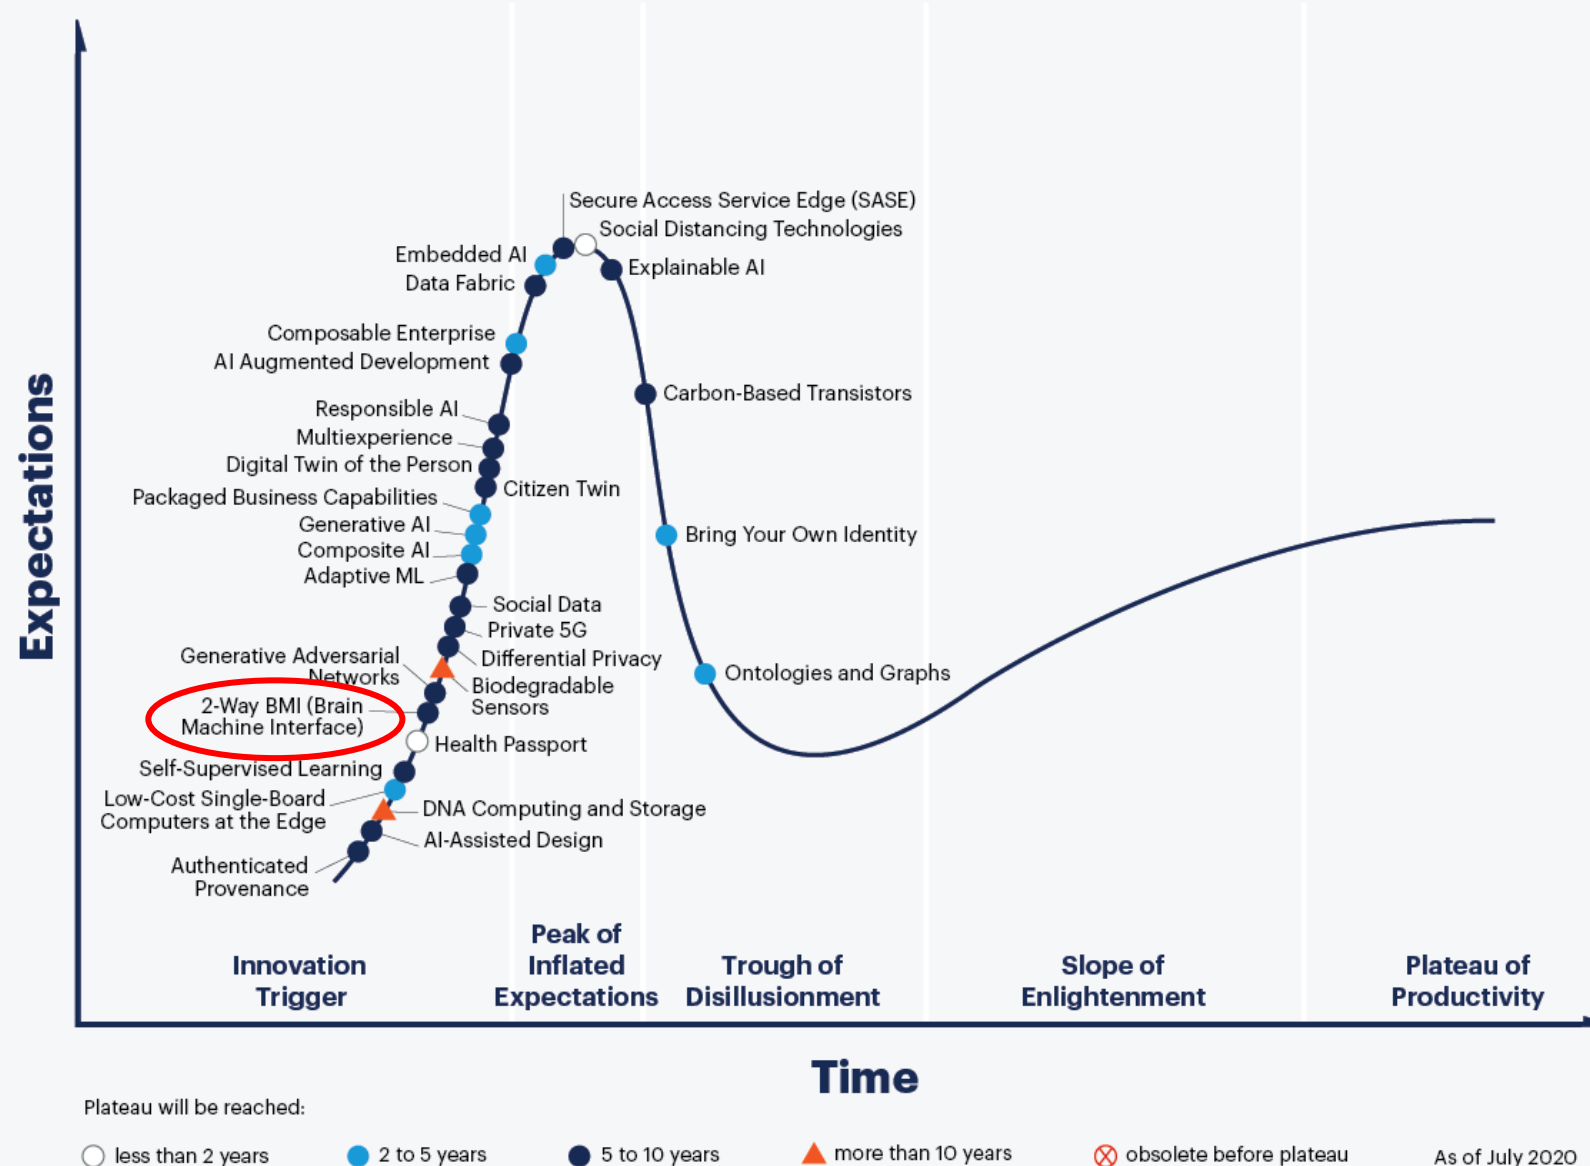 Expectations
Secure Access Service Edge (SASE)
Social Distancing Technologies
Embedded AI
Explainable AI
Data Fabric
Composable Enterprise
AI Augmented Development
Carbon-Based Transistors
Responsible AI
Multiexperience
Digital Twin of the Person
Citizen Twin
Packaged Business Capabilities
Generative AI
Bring Your Own Identity
Composite AI
Adaptive ML
Social Data
Private 5G
Generative Adversarial
Networks
Differential Privacy
Ontologies and Graphs
Biodegradable
Sensors
2-Way BMI (Brain
Machine Interface)
Health Passport
Self-Supervised Learning
Low-Cost Single-Board
Computers at the Edge
DNA Computing and Storage
AI-Assisted Design
Authenticated
Provenance
Innovation
Trigger
Peak of
Inflated
Expectations
Trough of
Disillusionment
Slope of
Enlightenment
Plateau of
Productivity
Time
Plateau will be reached:
less than 2 years
2 to 5 years
5 to 10 years
more than 10 years
obsolete before plateau
As of July 2020